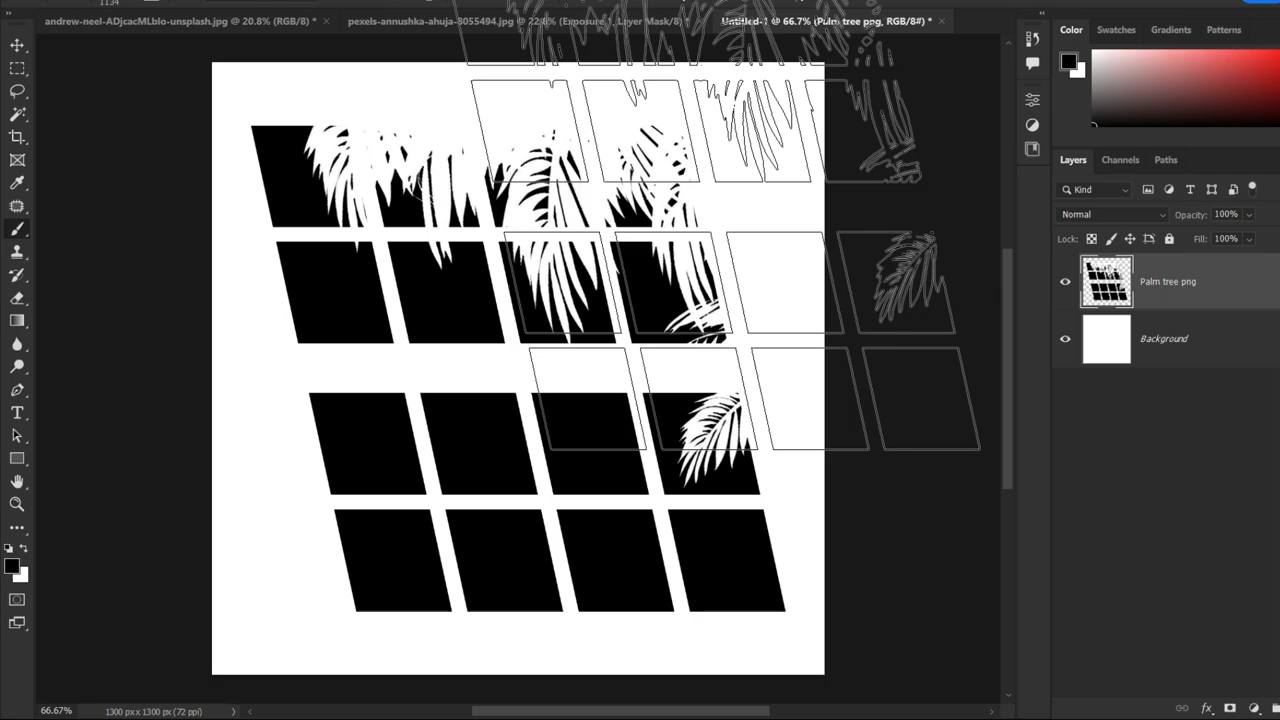 1134
andrew-neel-ADjcacMLblo-unsplash.jpg @ 20.8% (RGB/8) *
pexels-annushka-ahuja-8055494.jpg @ 22.8% (Exposure 1, Layer Mask/8) *
Untitled-1 @ 66.7% (Palm tree png, RGB/8#) *
Color
Swatches
Gradients
Patterns
Layers
Channels
Paths
Kind
Normal
Opacity: 100%
Lock:
Fill: 100%
Palm tree png
Background
66.67%
1300 px x 1300 px (72 ppi)